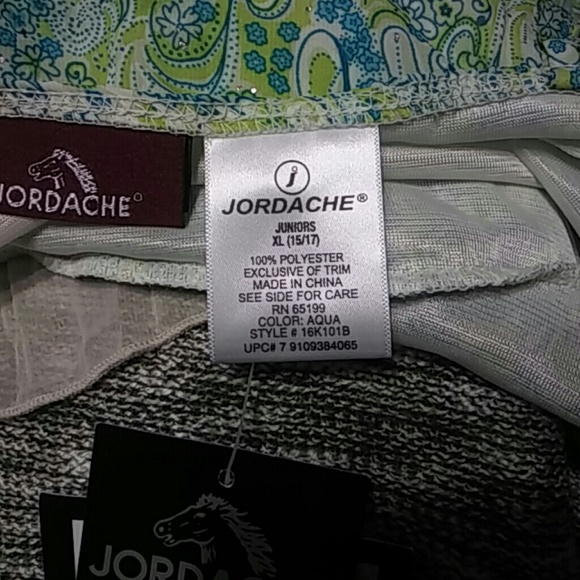 JORDACHE
j
JORDACHE®
JUNIORS
XL (15/17)
100% POLYESTER
EXCLUSIVE OF TRIM
MADE IN CHINA
SEE SIDE FOR CARE
RN 65199
COLOR: AQUA
STYLE # 16K101B
UPC# 7 9109384065
JORDA